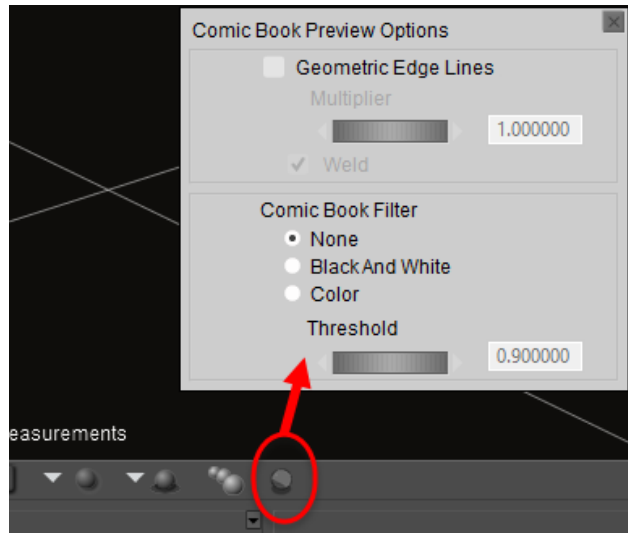 Comic Book Preview Options
Geometric Edge Lines
Multiplier
1.000000
Weld
Comic Book Filter
None
Black And White
Color
Threshold
0.900000
easurements